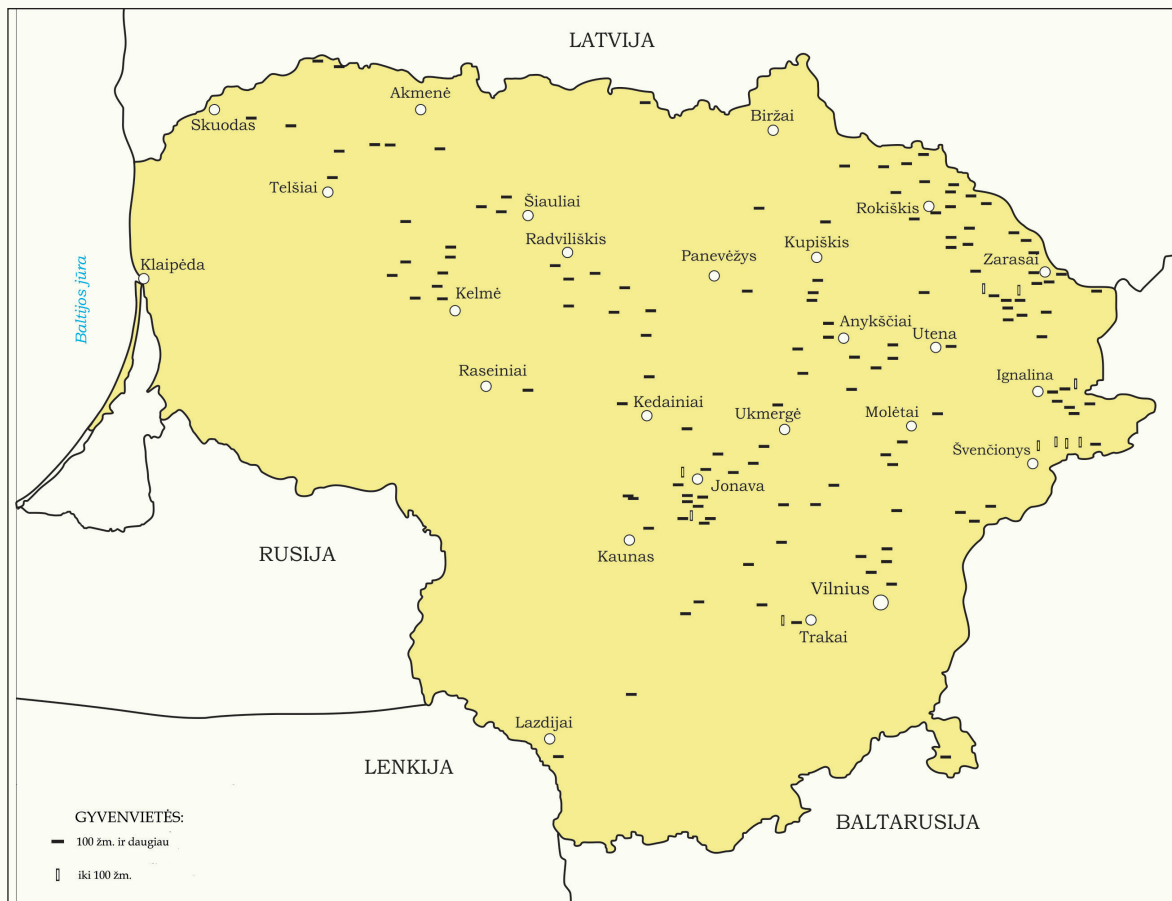 LATVIJA
Akmenė
Skuodas
Biržai
Telšiai
Šiauliai
Rokiškis
Radviliškis
Kupiškis
Panevėžys
Zarasai
Klaipėda
Baltijos jūra
Kelmė
Anykščiai
Utena
Raseiniai
Ignalina
Kedainiai
Ukmergė
Molėtai
Švenčionys
Jonava
RUSIJA
Kaunas
Vilnius
Trakai
Lazdijai
LENKIJA
BALTARUSIJA
GYVENVIETĖS:
100 žm. ir daugiau
iki 100 žm.